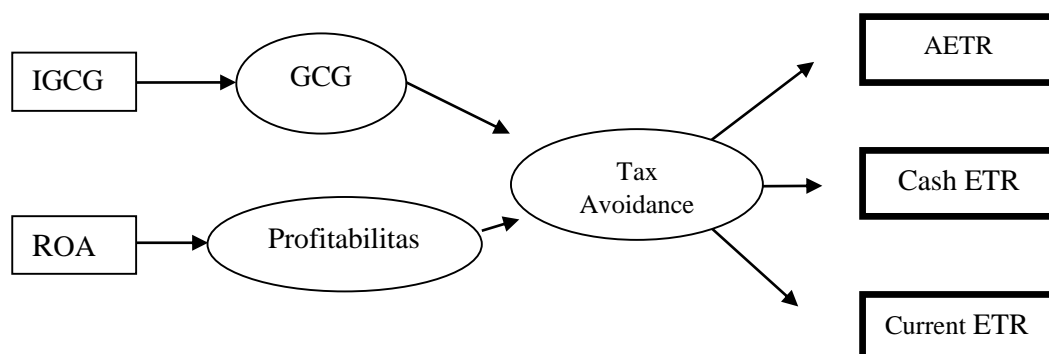 AETR
IGCG
GCG
Tax
Avoidance
Cash ETR
ROA
Profitabilitas
Current ETR